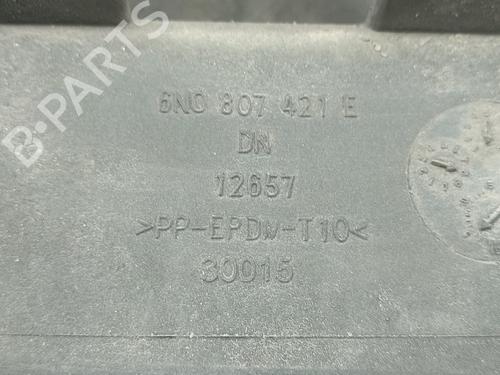 6N0 807 421 E
DN
12657
>PP-EPDM-T10<
30015
B-Parts